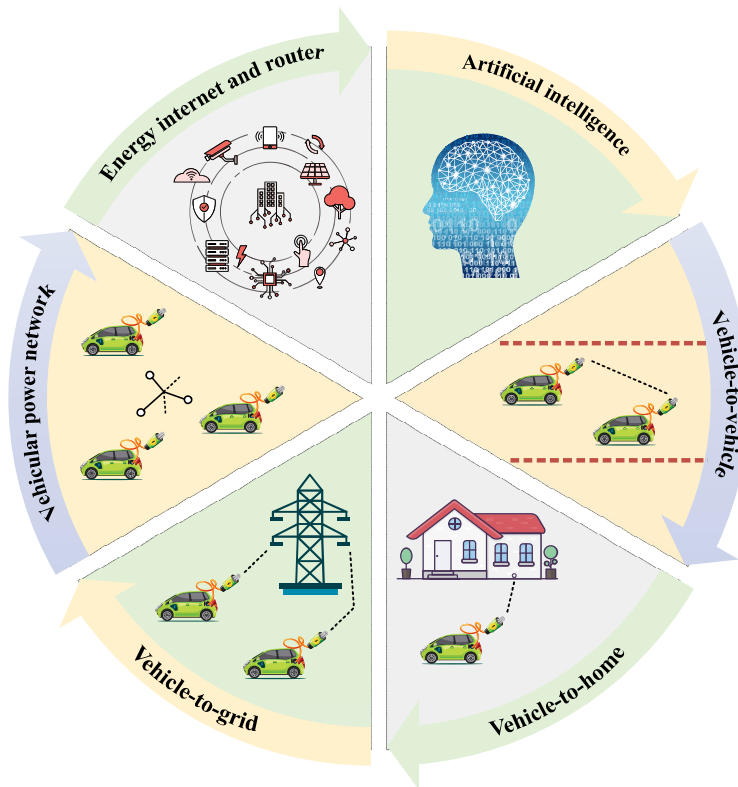 Energy internet and router
Artificial intelligence
Vehicle-to-vehicle
Vehicle-to-home
Vehicle-to-grid
Vehicular power network